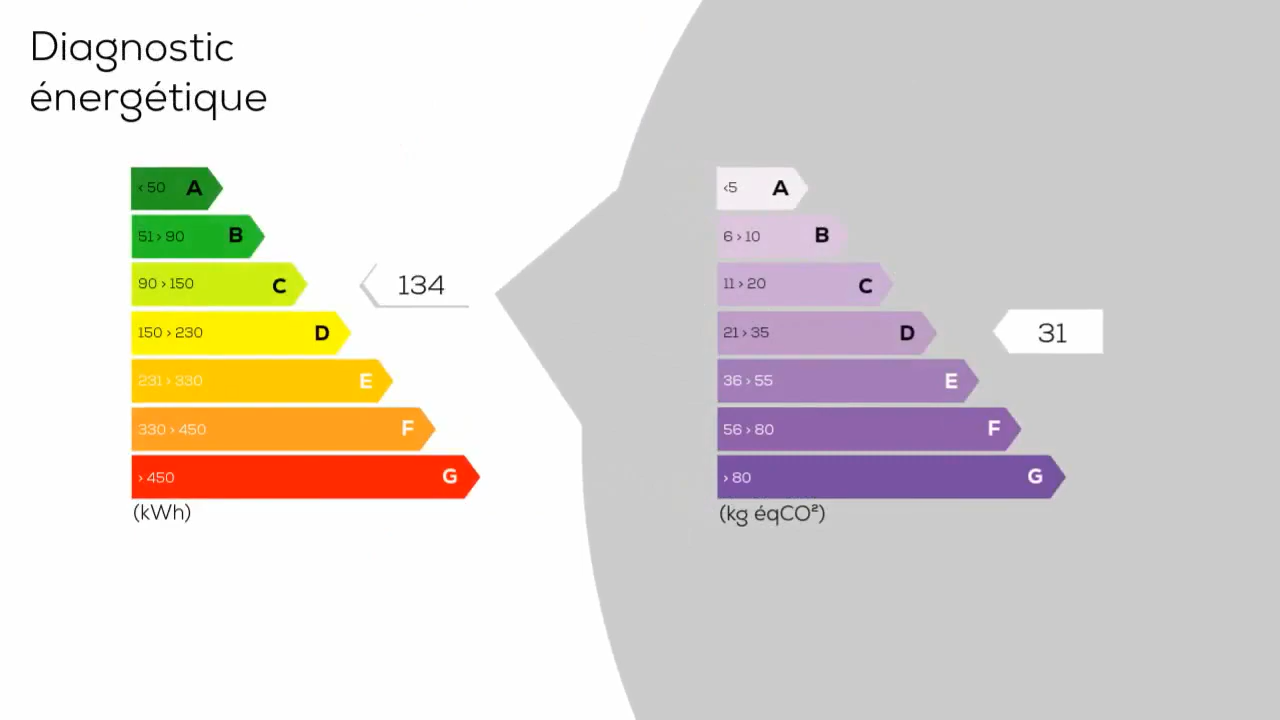 Diagnostic
énergétique
< 50 A
51 > 90 B
90 > 150 C
134
150 > 230 D
231 > 330 E
330 > 450 F
> 450 G
(kWh)
<5 A
6 > 10 B
11 > 20 C
21 > 35 D
31
36 > 55 E
56 > 80 F
> 80 G
(kg éqCO²)